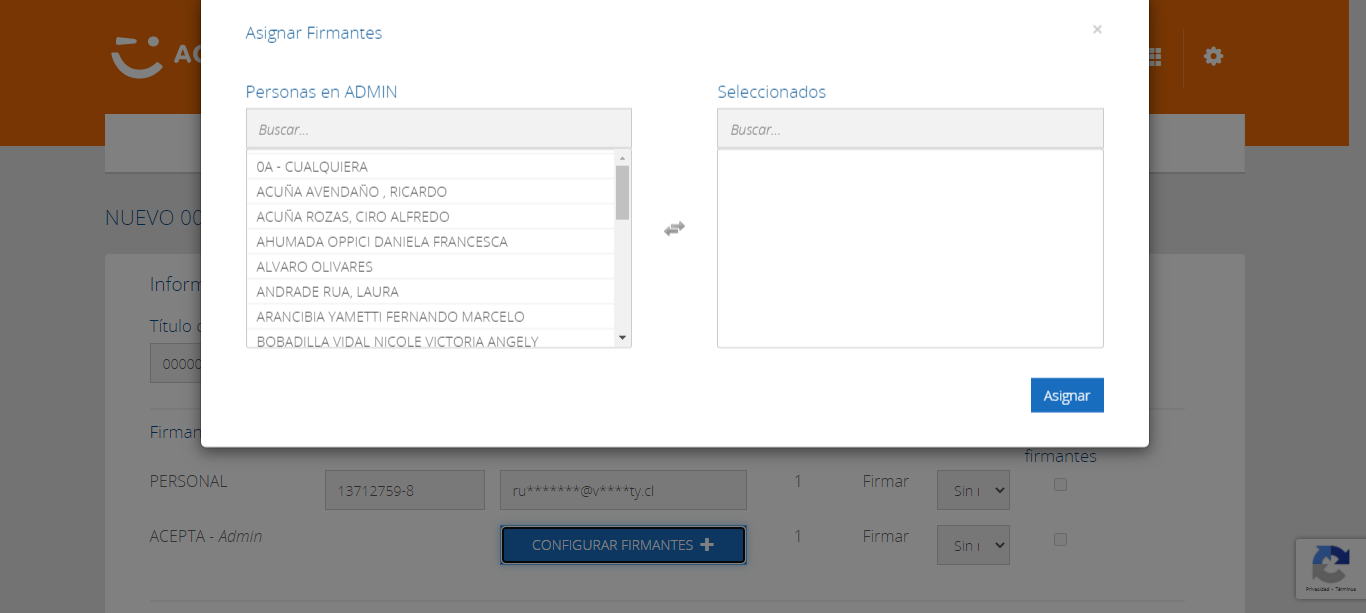 Asignar Firmantes
×
Personas en ADMIN
Seleccionados
Buscar...
Buscar...
0A - CUALQUIERA
ACUÑA AVENDAÑO , RICARDO
ACUÑA ROZAS, CIRO ALFREDO
AHUMADA OPPICI DANIELA FRANCESCA
ALVARO OLIVARES
ANDRADE RUA, LAURA
ARANCIBIA YAMETTI FERNANDO MARCELO
BOBADILLA VIDAL NICOLE VICTORIA ANGELY
Asignar
AC
NUEVO 00
Inform
Título
00000
Firman
firmantes
PERSONAL
13712759-8
ru*******@v****ty.cl
1
Firmar
Sin
ACEPTA - Admin
CONFIGURAR FIRMANTES
1
Firmar
Sin
Privacidad - Términos